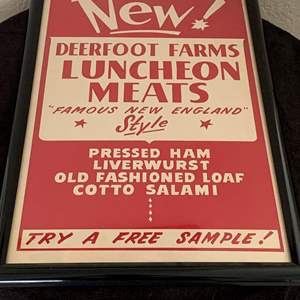 New!
DEERFOOT FARMS
LUNCHEON
MEATS
"FAMOUS NEW ENGLAND"
Style
PRESSED HAM
LIVERWURST
OLD FASHIONED LOAF
COTTO SALAMI
TRY A FREE SAMPLE!